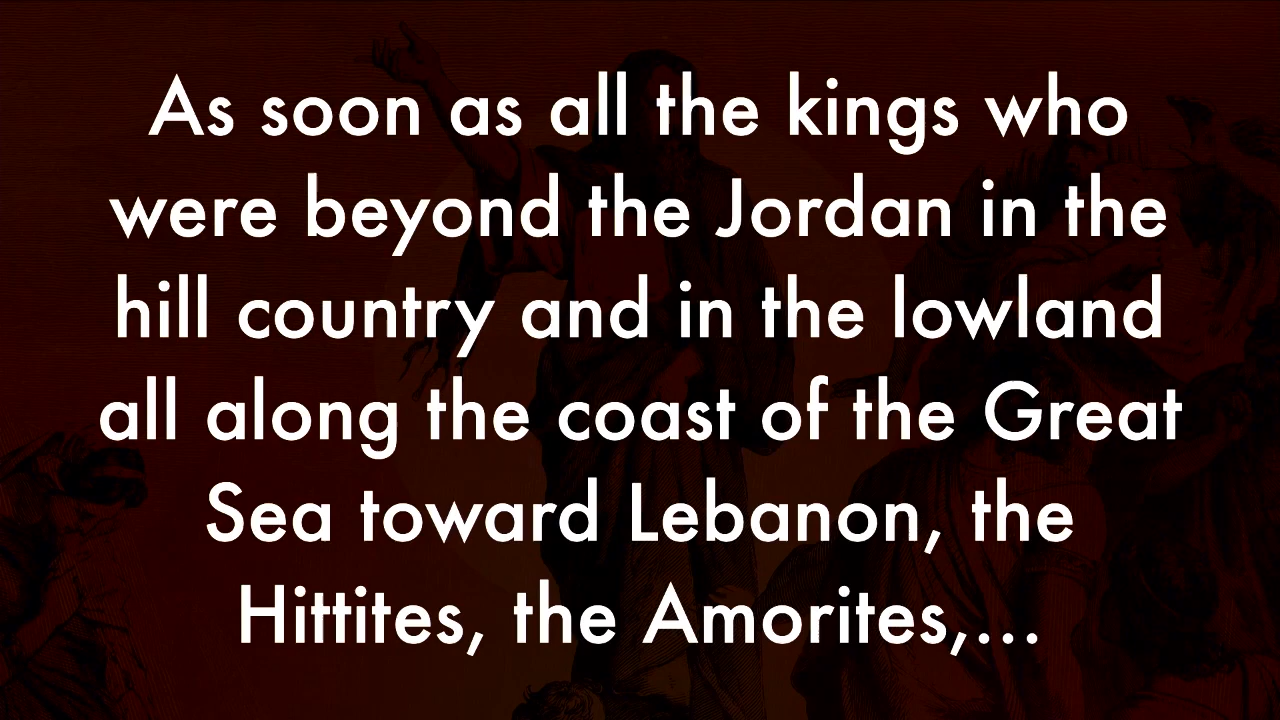 As soon as all the kings who
were beyond the Jordan in the
hill country and in the lowland
all along the coast of the Great
Sea toward Lebanon, the
Hittites, the Amorites,...